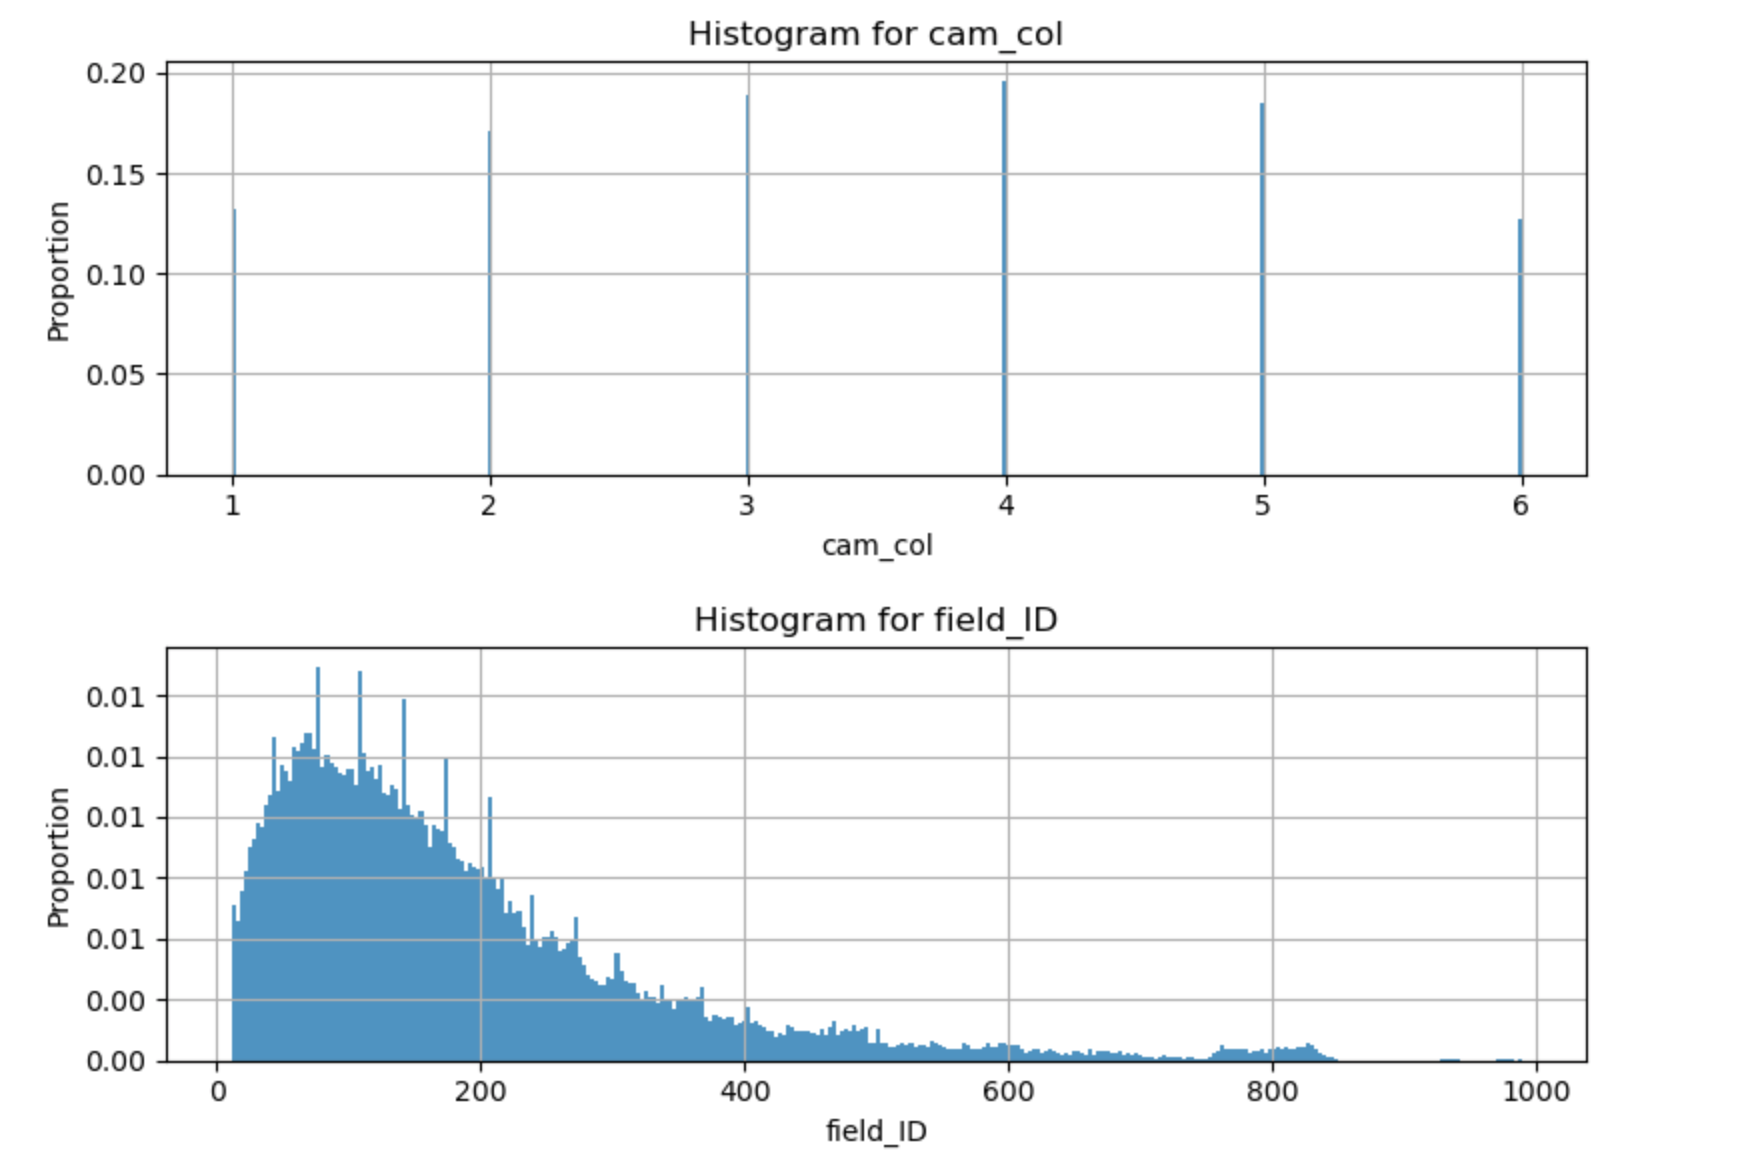 Histogram for cam_col
0.20
0.15
0.10
0.05
0.00
Proportion
1 2 3 4 5 6
cam_col
Histogram for field_ID
0.01
0.01
0.01
0.01
0.01
0.00
0.00
Proportion
0 200 400 600 800 1000
field_ID